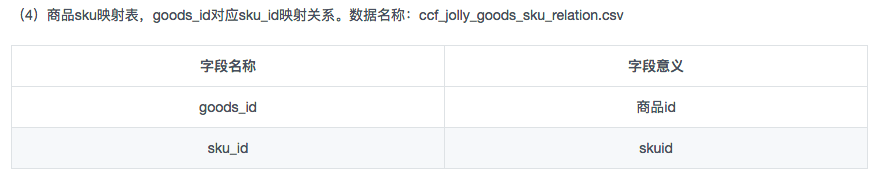 （4）商品sku映射表，goods_id对应sku_id映射关系。数据名称：ccf_jolly_goods_sku_relation.csv
字段名称 字段意义
goods_id 商品id
sku_id skuid